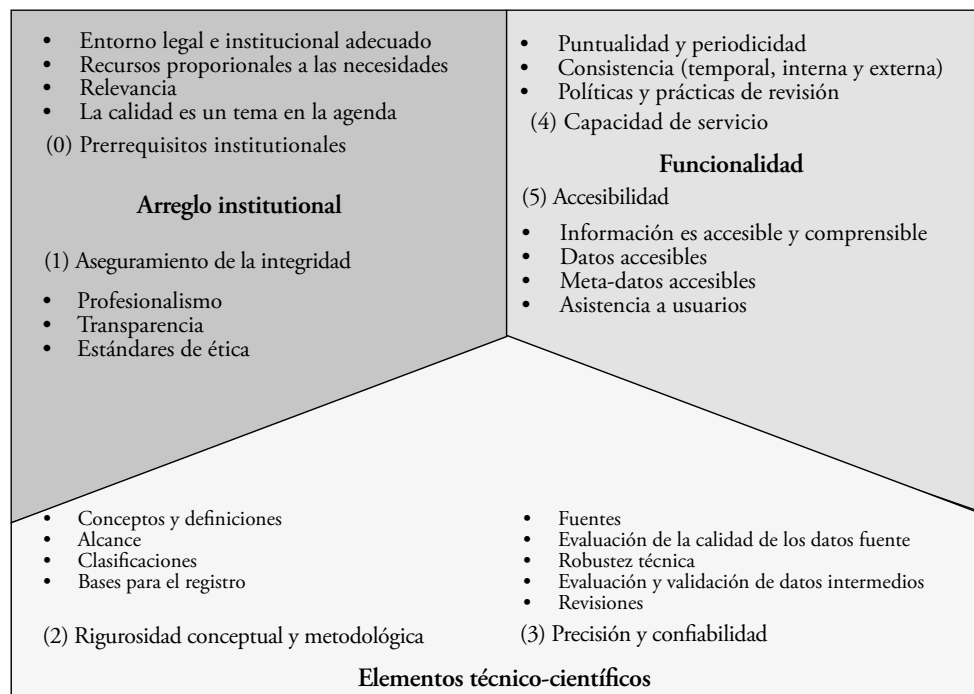 • Entorno legal e institucional adecuado
• Recursos proporionales a las necesidades
• Relevancia
• La calidad es un tema en la agenda
(0) Prerrequisitos institutionales
Arreglo institutional
(1) Aseguramiento de la integridad
• Profesionalismo
• Transparencia
• Estándares de ética
• Puntualidad y periodicidad
• Consistencia (temporal, interna y externa)
• Políticas y prácticas de revisión
(4) Capacidad de servicio
Funcionalidad
(5) Accesibilidad
• Información es accesible y comprensible
• Datos accesibles
• Meta-datos accesibles
• Asistencia a usuarios
• Conceptos y definiciones
• Alcance
• Clasificaciones
• Bases para el registro
(2) Rigurosidad conceptual y metodológica
• Fuentes
• Evaluación de la calidad de los datos fuente
• Robustez técnica
• Evaluación y validación de datos intermedios
• Revisiones
(3) Precisión y confiabilidad
Elementos técnico-científicos